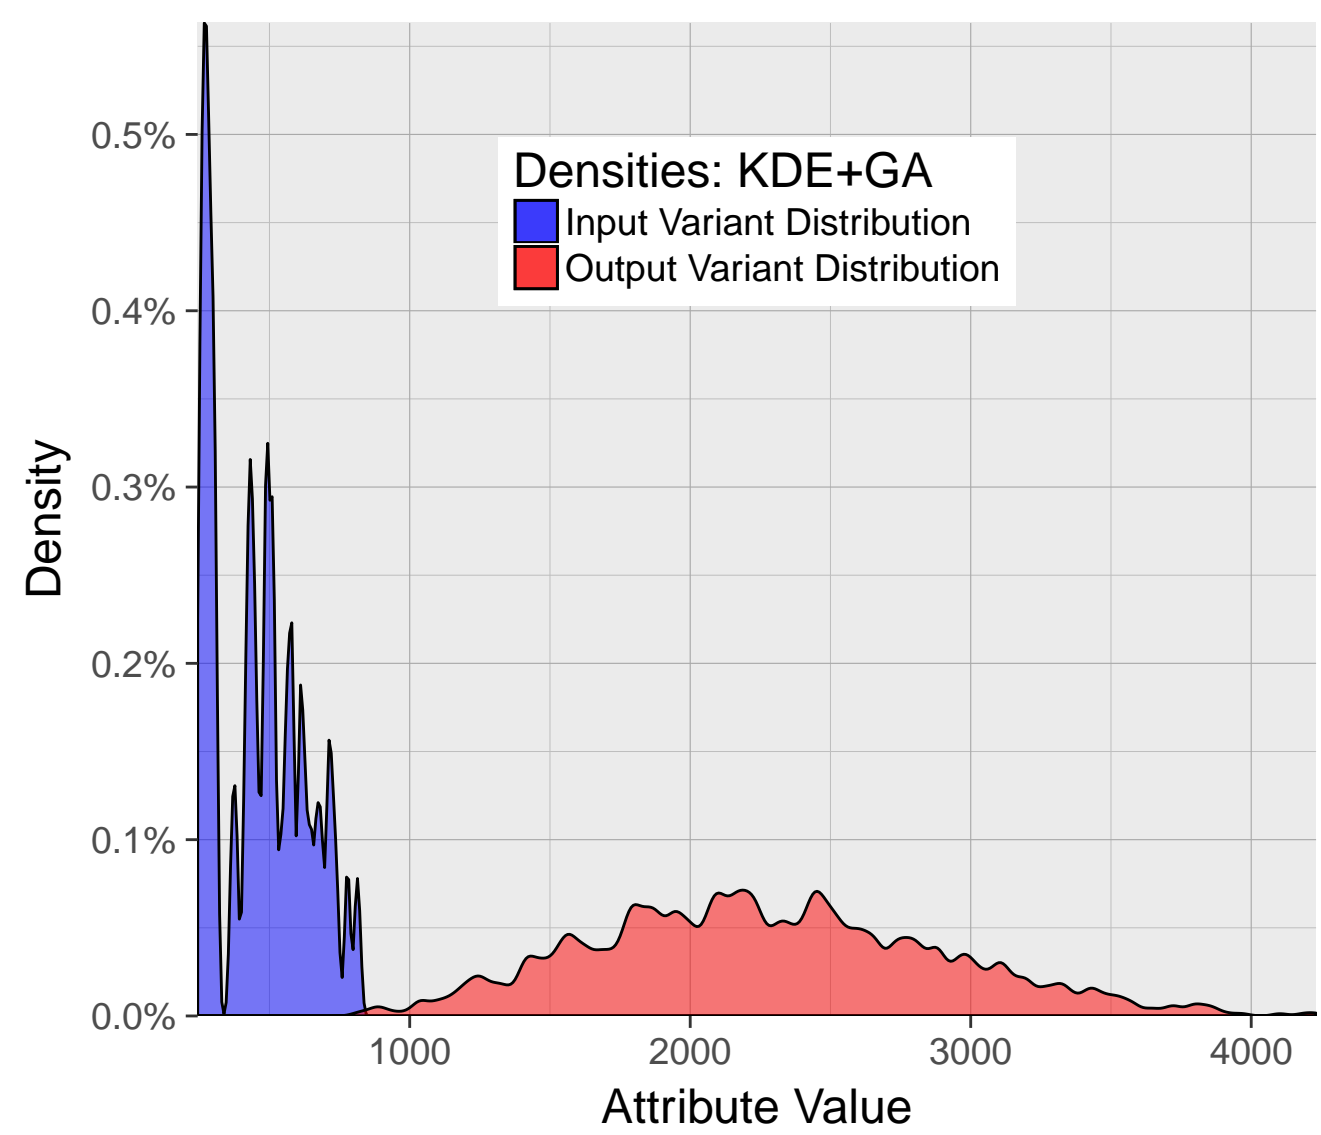 0.5%
0.4%
0.3%
0.2%
0.1%
0.0%
Density
Densities: KDE+GA
Input Variant Distribution
Output Variant Distribution
1000
2000
3000
4000
Attribute Value